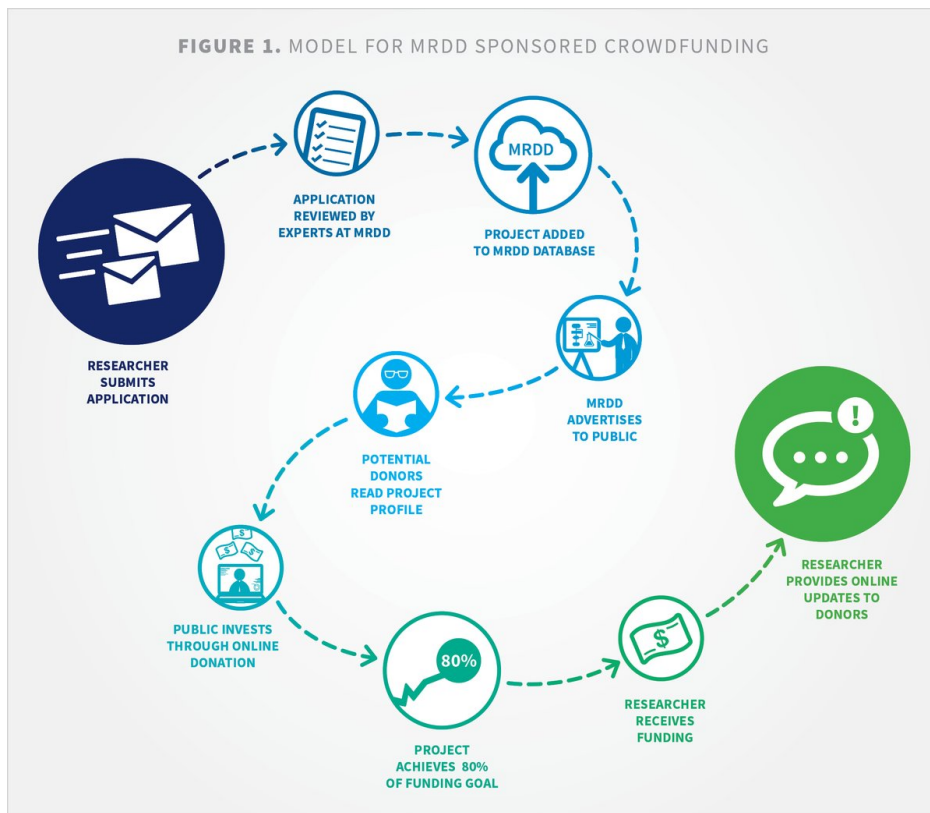 FIGURE 1. MODEL FOR MRDD SPONSORED CROWDFUNDING
RESEARCHER
SUBMITS
APPLICATION
APPLICATION
REVIEWED BY
EXPERTS AT MRDD
MRDD
PROJECT ADDED
TO MRDD DATABASE
MRDD
ADVERTISES
TO PUBLIC
POTENTIAL
DONORS
READ PROJECT
PROFILE
$
$
$
PUBLIC INVESTS
THROUGH ONLINE
DONATION
80%
PROJECT
ACHIEVES 80%
OF FUNDING GOAL
$
RESEARCHER
RECEIVES
FUNDING
!
RESEARCHER
PROVIDES ONLINE
UPDATES TO
DONORS